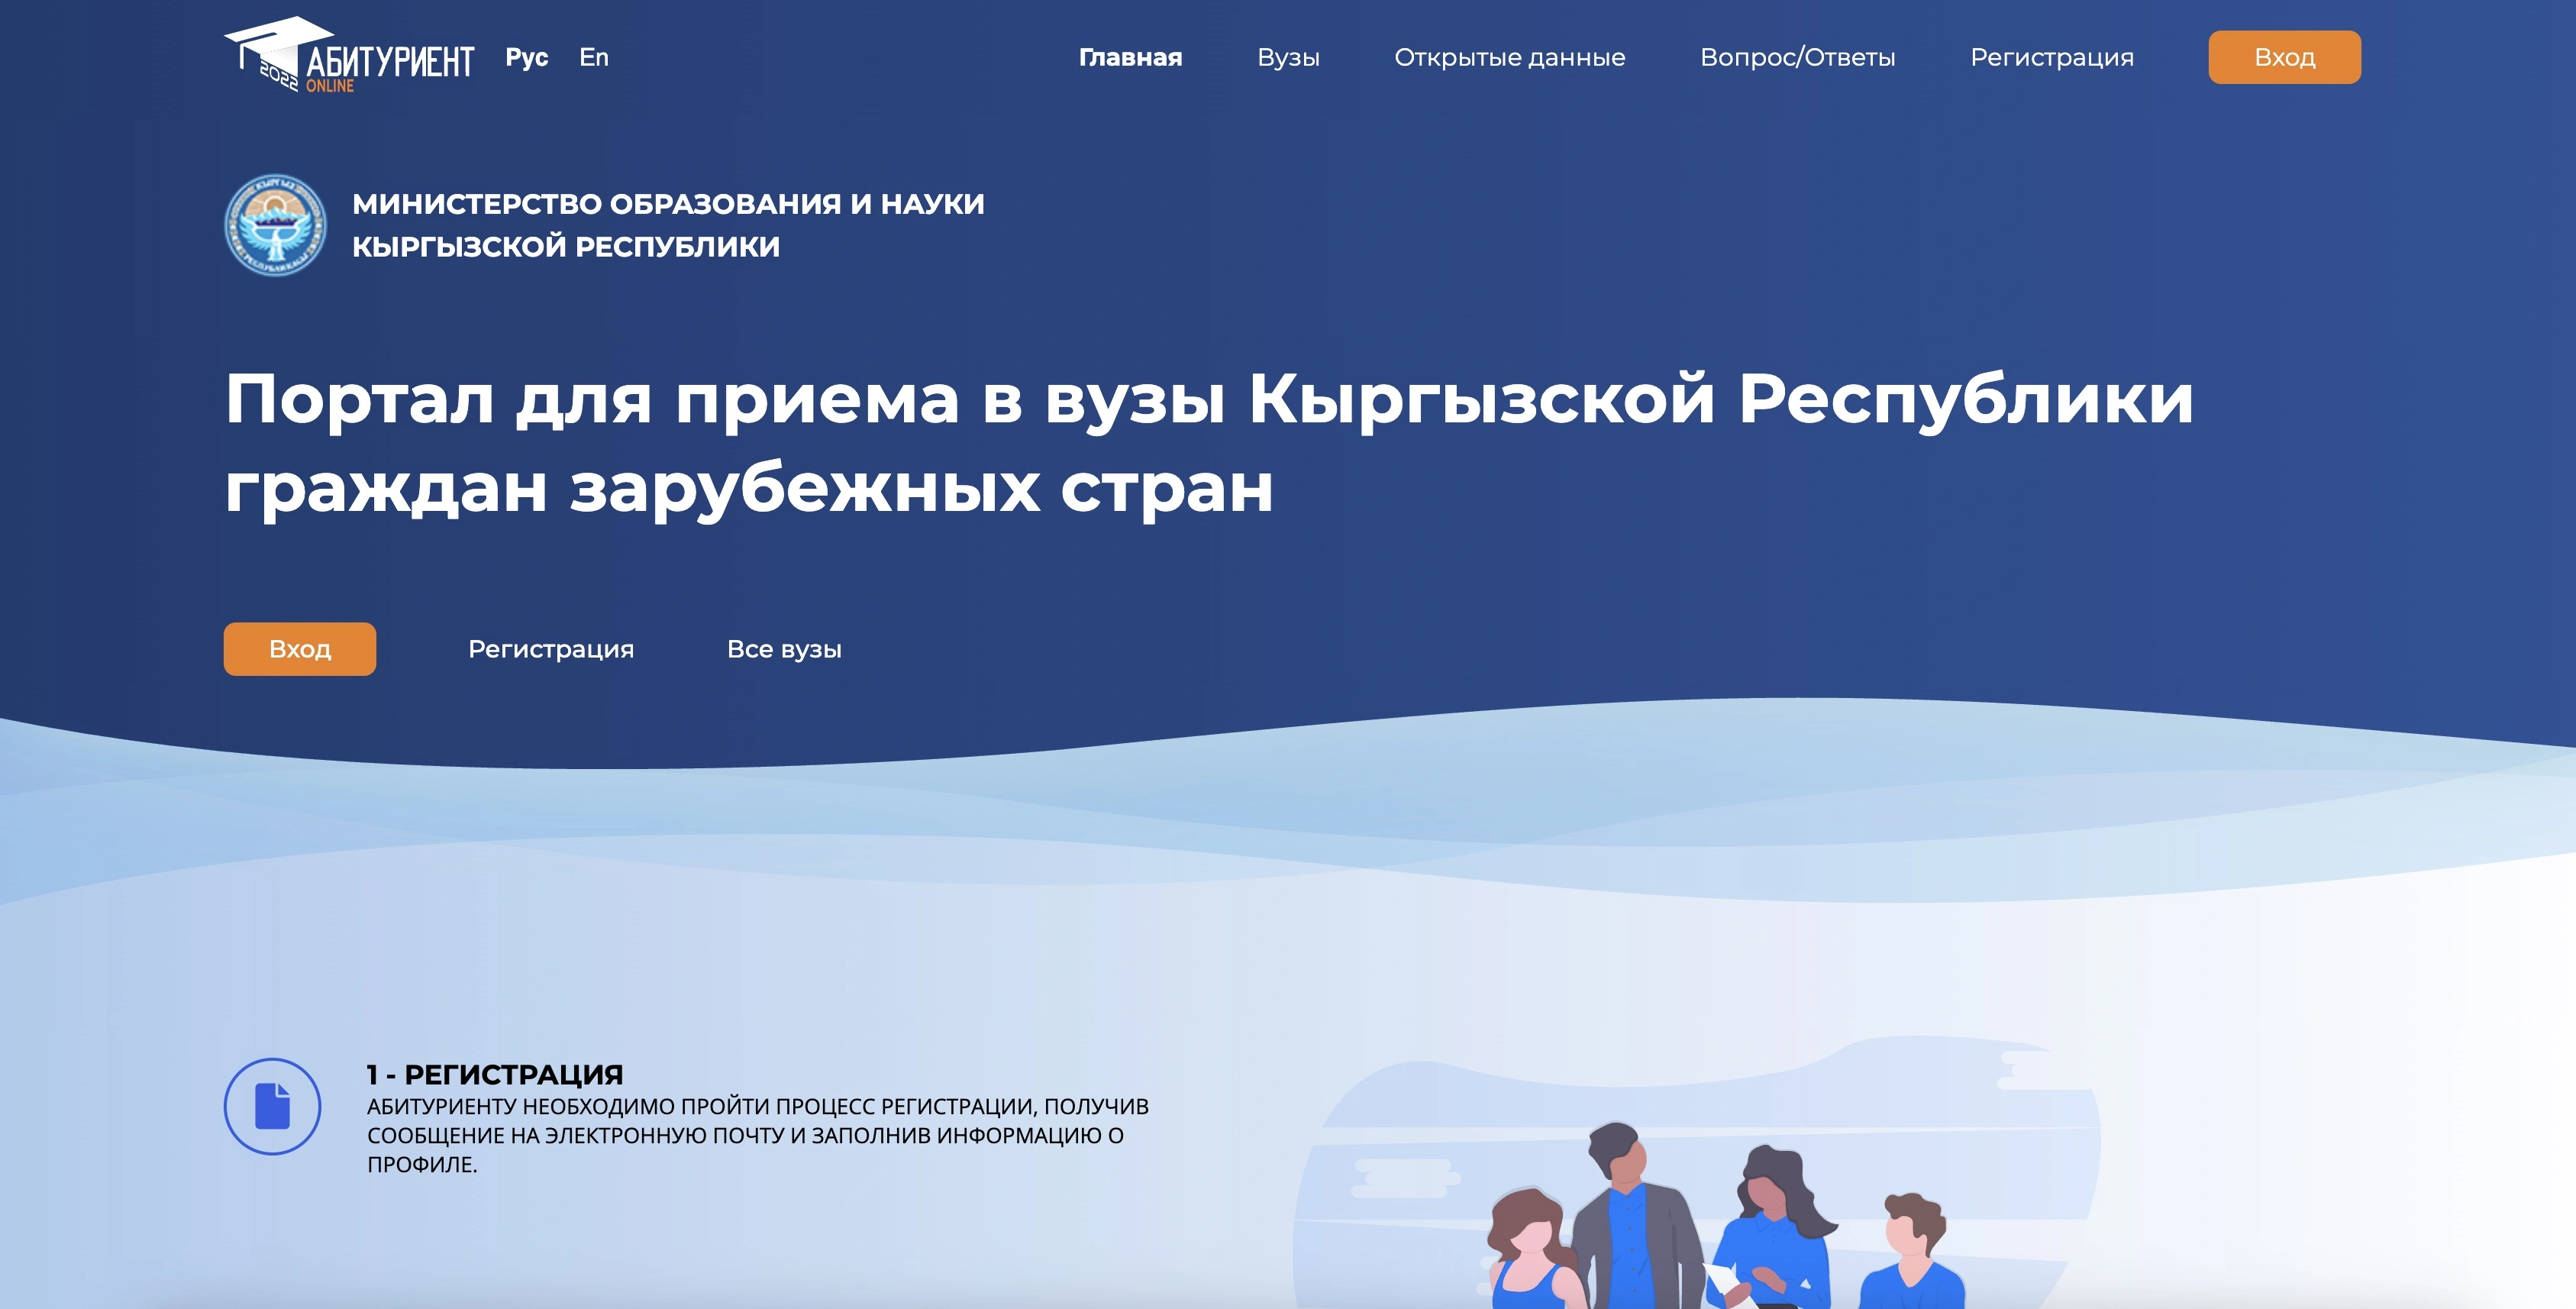 АБИТУРИЕНТ
2022
ONLINE
Рус En
Главная Вузы Открытые данные Вопрос/Ответы Регистрация Вход
МИНИСТЕРСТВО ОБРАЗОВАНИЯ И НАУКИ
КЫРГЫЗСКОЙ РЕСПУБЛИКИ
Портал для приема в вузы Кыргызской Республики
граждан зарубежных стран
Вход Регистрация Все вузы
1 - РЕГИСТРАЦИЯ
АБИТУРИЕНТУ НЕОБХОДИМО ПРОЙТИ ПРОЦЕСС РЕГИСТРАЦИИ, ПОЛУЧИВ
СООБЩЕНИЕ НА ЭЛЕКТРОННУЮ ПОЧТУ И ЗАПОЛНИВ ИНФОРМАЦИЮ О
ПРОФИЛЕ.